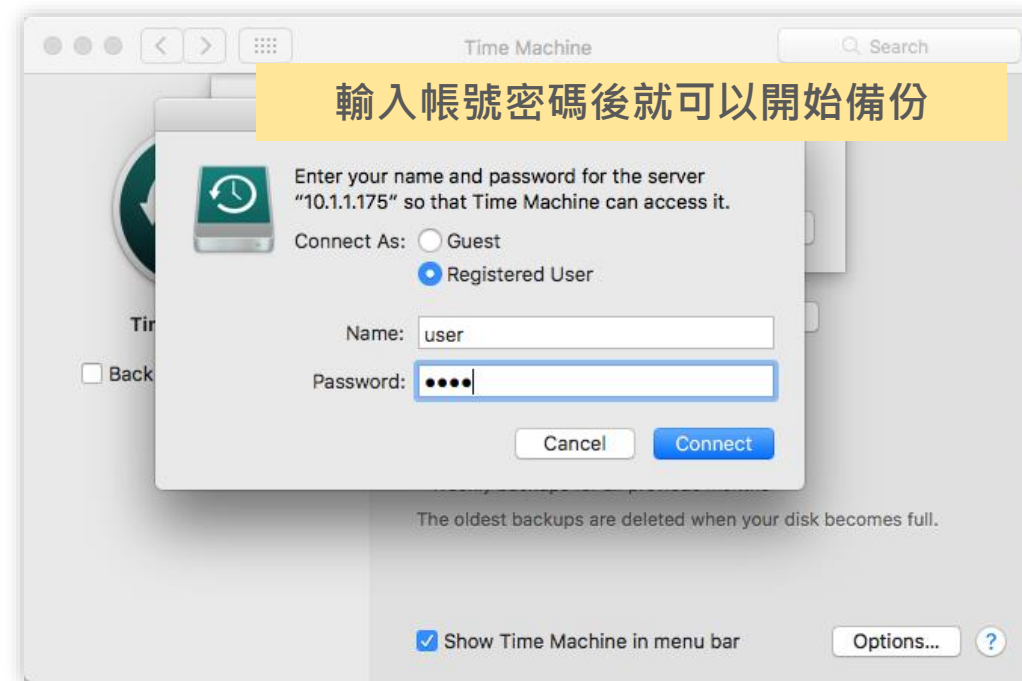 Time Machine
Search
輸入帳號密碼後就可以開始備份
Enter your name and password for the server
“10.1.1.175” so that Time Machine can access it.
Connect As: Guest
Registered User
Name: user
Password: ••••
Back
Cancel Connect
The oldest backups are deleted when your disk becomes full.
Show Time Machine in menu bar Options... ?